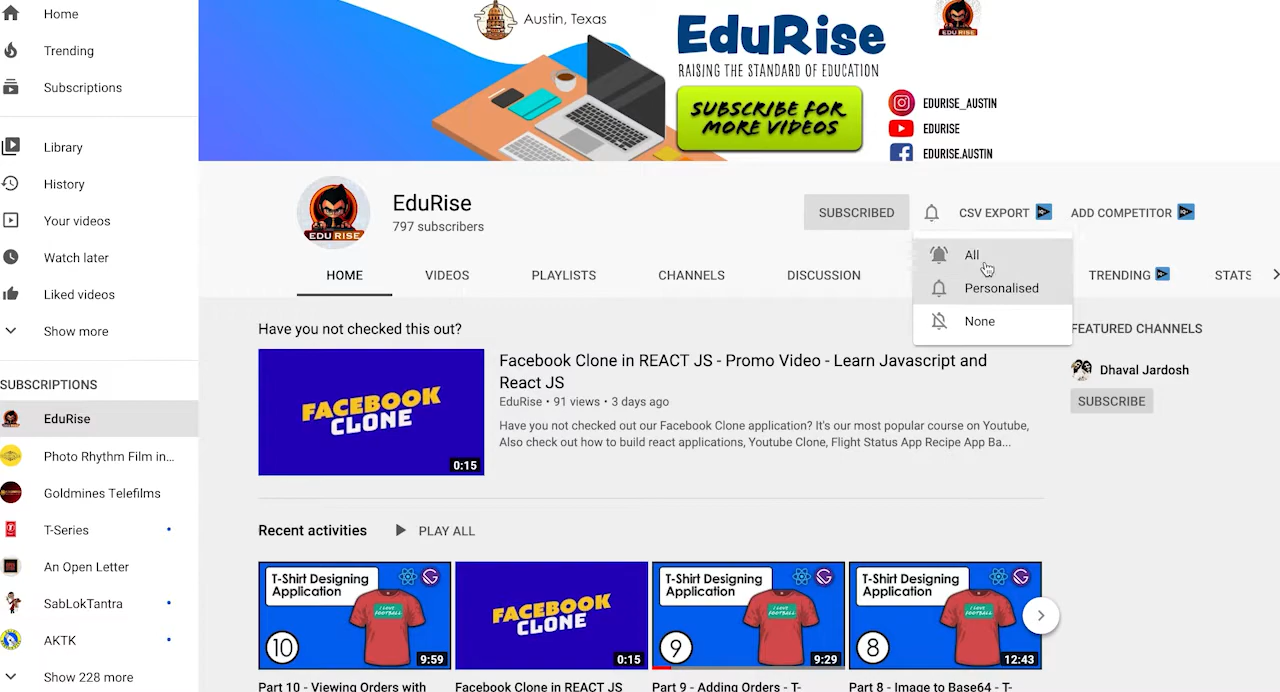 Home
Trending
Subscriptions
Library
History
Your videos
Watch later
Liked videos
Show more
SUBSCRIPTIONS
EduRise
Photo Rhythm Film in...
Goldmines Telefilms
T-Series
An Open Letter
SabLokTantra
AKTK
Show 228 more
Austin, Texas
EduRise
RAISING THE STANDARD OF EDUCATION
SUBSCRIBE FOR
MORE VIDEOS
EDU RISE
EDURISE_AUSTIN
EDURISE
EDURISE.AUSTIN
EDU RISE
EduRise
797 subscribers
SUBSCRIBED
CSV EXPORT
ADD COMPETITOR
All
Personalised
None
HOME
VIDEOS
PLAYLISTS
CHANNELS
DISCUSSION
TRENDING
STATS
Have you not checked this out?
FACEBOOK
CLONE
0:15
Facebook Clone in REACT JS - Promo Video - Learn Javascript and
React JS
EduRise • 91 views • 3 days ago
Have you not checked out our Facebook Clone application? It's our most popular course on Youtube,
Also check out how to build react applications, Youtube Clone, Flight Status App Recipe App Ba...
FEATURED CHANNELS
Dhaval Jardosh
SUBSCRIBE
Recent activities
PLAY ALL
T-Shirt Designing
Application
I LOVE
FOOTBALL
10
9:59
Part 10 - Viewing Orders with
FACEBOOK
CLONE
0:15
Facebook Clone in REACT JS
T-Shirt Designing
Application
I LOVE
FOOTBALL
9
9:29
Part 9 - Adding Orders - T-
T-Shirt Designing
Application
I LOVE
FOOTBALL
8
12:43
Part 8 - Image to Base64 - T-